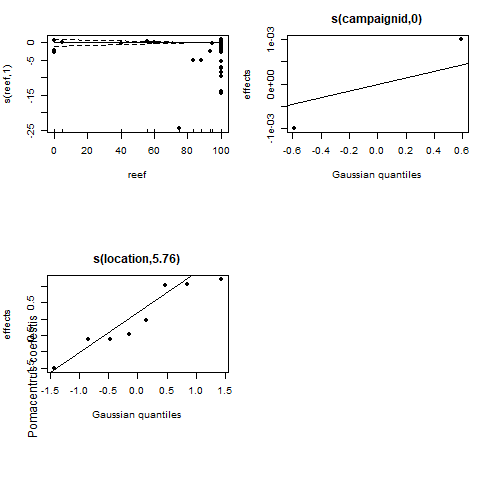 s(reef,1)
0
-5
-15
-25
0
20
40
60
80
100
reef
s(campaignid,0)
effects
1e-03
0e+00
-1e-03
-0.6
-0.4
-0.2
0.0
0.2
0.4
0.6
Gaussian quantiles
s(location,5.76)
effects
Pomacentrus coelestis
0.5
-1.5
-1.0
-0.5
0.0
0.5
1.0
1.5
Gaussian quantiles